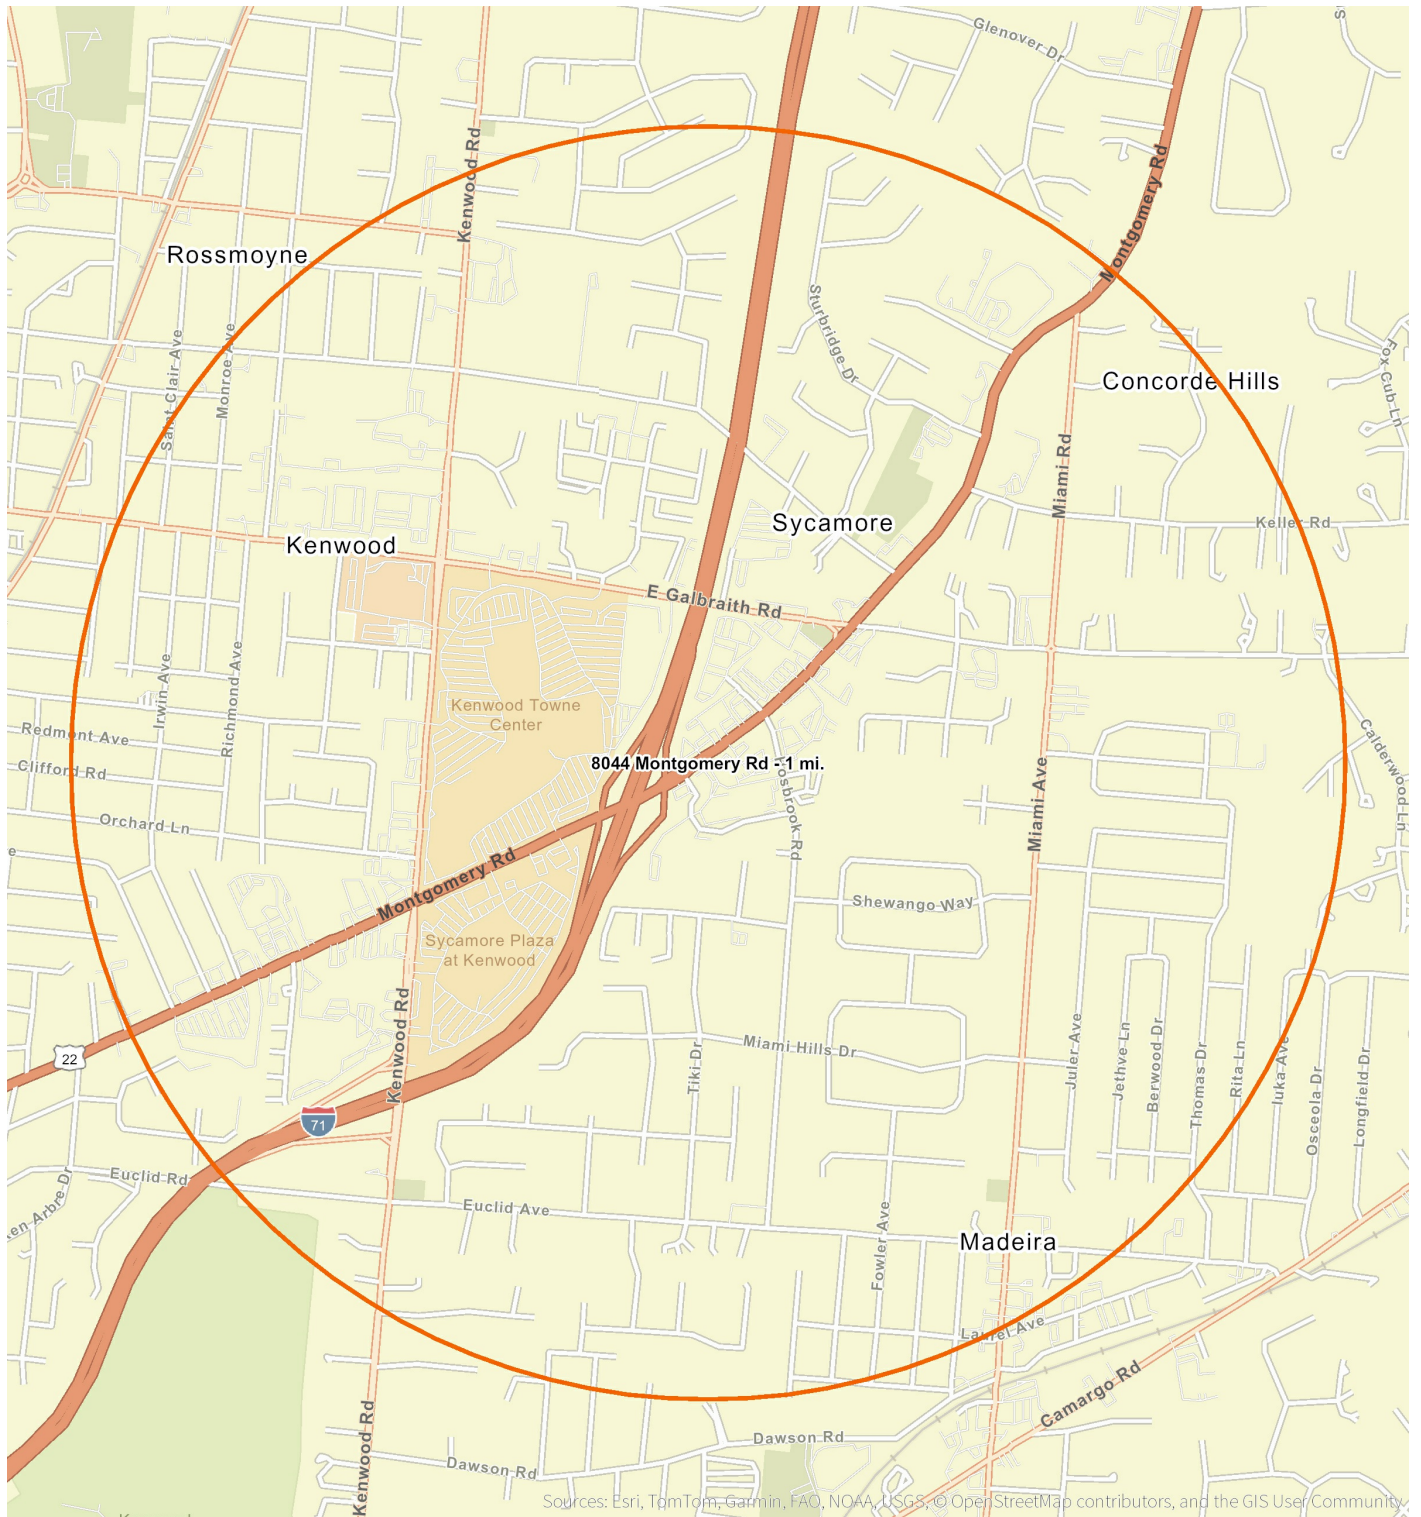 Glenover Dr
Kenwood Rd
Montgomery Rd
Rossmoyne
Sturbridge Dr
Saint Clair Ave
Monroe Ave
Concorde Hills
Fox Cub Ln
Miami Rd
Sycamore
Keller Rd
Kenwood
E Galbraith Rd
Irwin Ave
Richmond Ave
Kenwood Towne
Center
Redmont Ave
Clifford Rd
8044 Montgomery Rd - 1 mi.
Calderwood Ln
Miami Ave
Orchard Ln
osbrook Rd
e
Montgomery Rd
Shewango Way
Sycamore Plaza
at Kenwood
Kenwood Rd
22
Miami Hills Dr
Tiki Dr
Juler Ave
Jethve Ln
Berwood Dr
Thomas Dr
Rita Ln
Iuka Ave
Osceola Dr
Longfield Dr
71
Euclid Rd
en Arbre Dr
Euclid Ave
Fowler Ave
Madeira
Laurel Ave
Camargo Rd
Kenwood Rd
Dawson Rd
Dawson Rd
Sources: Esri, TomTom, Garmin, FAO, NOAA, USGS, © OpenStreetMap contributors, and the GIS User Community